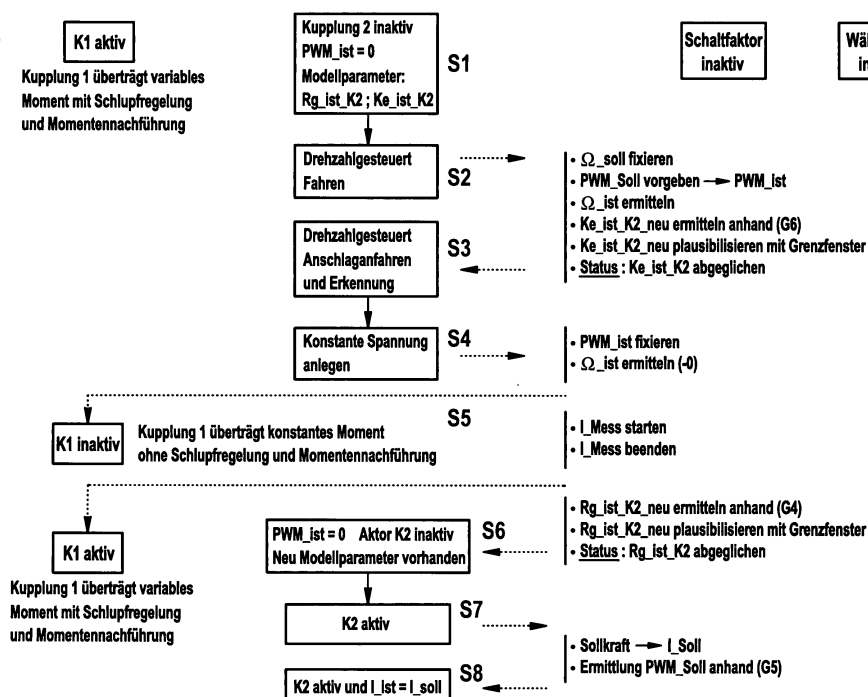 K1 aktiv
Kupplung 1 überträgt variables
Moment mit Schlupfregelung
und Momentennachführung
Kupplung 2 inaktiv
PWM_ist = 0
Modellparameter:
Rg_ist_K2 ; Ke_ist_K2
S1
Schaltfaktor
inaktiv
Drehzahlgesteuert
Fahren
S2
• Ω_soll fixieren
• PWM_Soll vorgeben → PWM_ist
• Ω_ist ermitteln
• Ke_ist_K2_neu ermitteln anhand (G6)
• Ke_ist_K2_neu plausibilisieren mit Grenzfenster
• Status : Ke_ist_K2 abgeglichen
Drehzahlgesteuert
Anschlaganfahren
und Erkennung
S3
Konstante Spannung
anlegen
S4
• PWM_ist fixieren
• Ω_ist ermitteln (-0)
K1 inaktiv
Kupplung 1 überträgt konstantes Moment
ohne Schlupfregelung und Momentennachführung
S5
• I_Mess starten
• I_Mess beenden
K1 aktiv
Kupplung 1 überträgt variables
Moment mit Schlupfregelung
und Momentennachführung
PWM_ist = 0 Aktor K2 inaktiv
Neu Modellparameter vorhanden
S6
• Rg_ist_K2_neu ermitteln anhand (G4)
• Rg_ist_K2_neu plausibilisieren mit Grenzfenster
• Status : Rg_ist_K2 abgeglichen
K2 aktiv
S7
• Sollkraft → I_Soll
• Ermittlung PWM_Soll anhand (G5)
K2 aktiv und I_ist = I_soll
S8